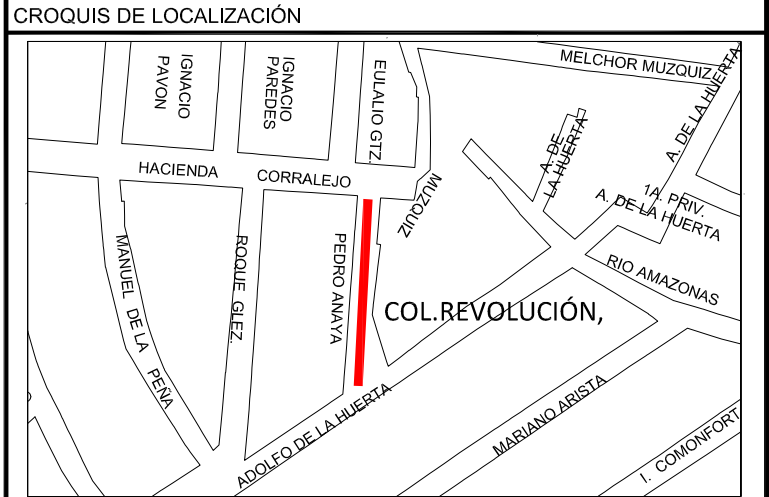 CROQUIS DE LOCALIZACIÓN
MELCHOR MUZQUIZ
IGNACIO
PAVON
IGNACIO
PAREDES
EULALIO GTZ.
A. DE LA HUERTA
A. DE
LA HUERTA
HACIENDA CORRALEJO
MUZQUIZ
1A. PRIV.
A. DE LA HUERTA
MANUEL DE LA PEÑA
ROQUE GLEZ.
PEDRO ANAYA
RIO AMAZONAS
COL.REVOLUCIÓN,
ADOLFO DE LA HUERTA
MARIANO ARISTA
I. COMONFORT